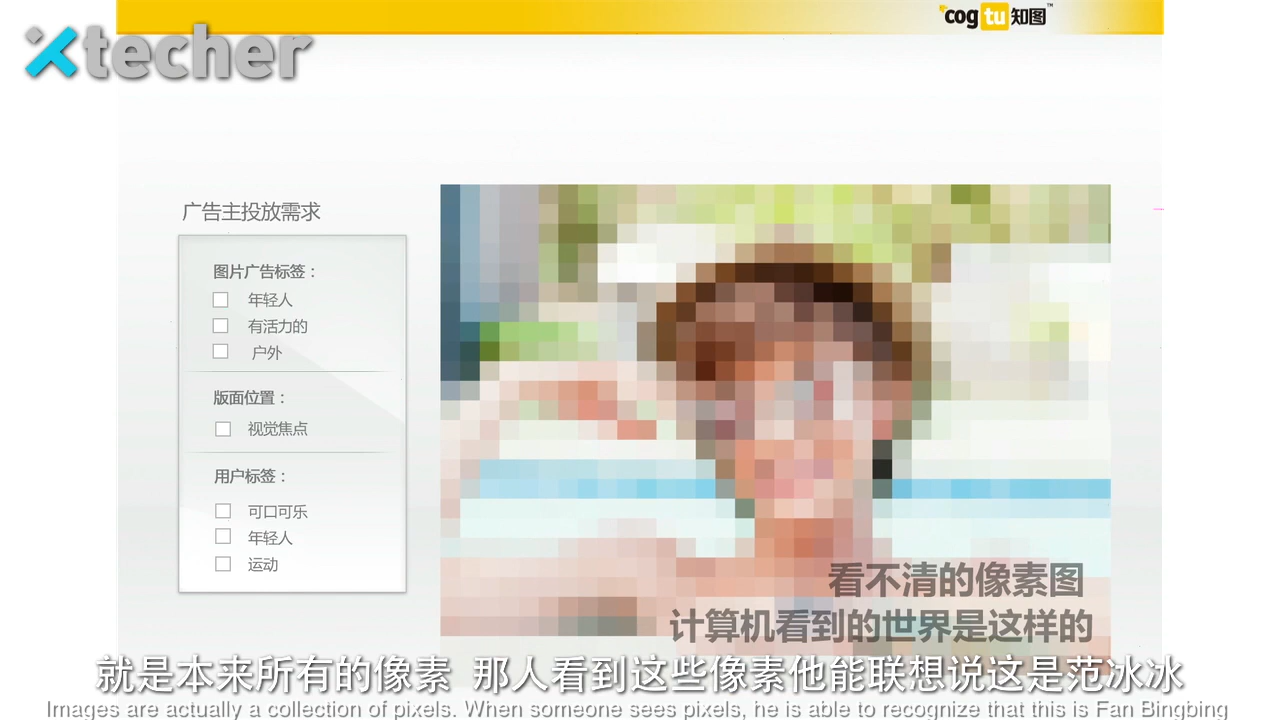 cogtu知图™
xtecher
广告主投放需求
图片广告标签：
年轻人
有活力的
户外
版面位置：
视觉焦点
用户标签：
可口可乐
年轻人
运动
看不清的像素图
计算机看到的世界是这样的
就是本来所有的像素 那人看到这些像素他能联想说这是范冰冰
Images are actually a collection of pixels. When someone sees pixels, he is able to recognize that this is Fan Bingbing